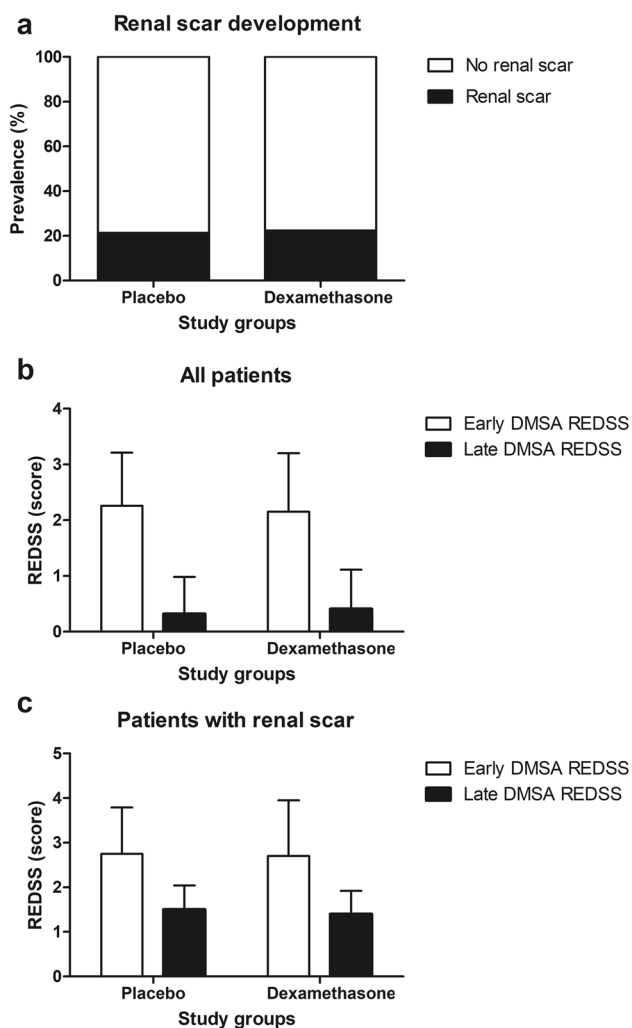 a
Renal scar development
100
80
60
40
20
0
Prevalence (%)
Placebo
Dexamethasone
Study groups
No renal scar
Renal scar
b
All patients
4
3
2
1
0
REDSS (score)
Placebo
Dexamethasone
Study groups
Early DMSA REDSS
Late DMSA REDSS
c
Patients with renal scar
5
4
3
2
1
0
REDSS (score)
Placebo
Dexamethasone
Study groups
Early DMSA REDSS
Late DMSA REDSS